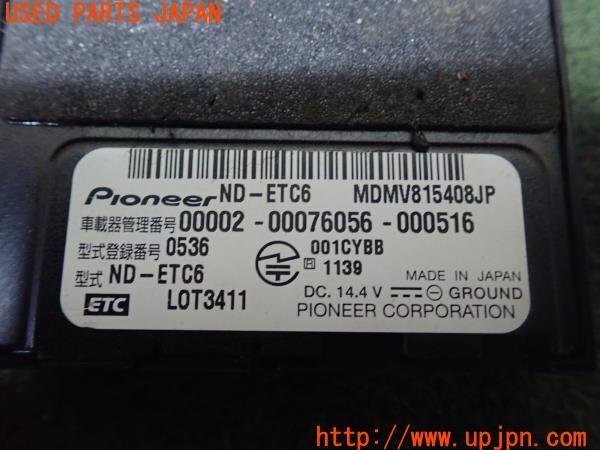 USED PARTS JAPAN
Pioneer ND-ETC6 MDMV815408JP
車載器管理番号 00002-00076056-000516
型式登録番号 0536 001CYBB
型式 ND-ETC6 R 1139 MADE IN JAPAN
ETC LOT3411 DC. 14.4 V GROUND
PIONEER CORPORATION
http://www.upjpn.com/